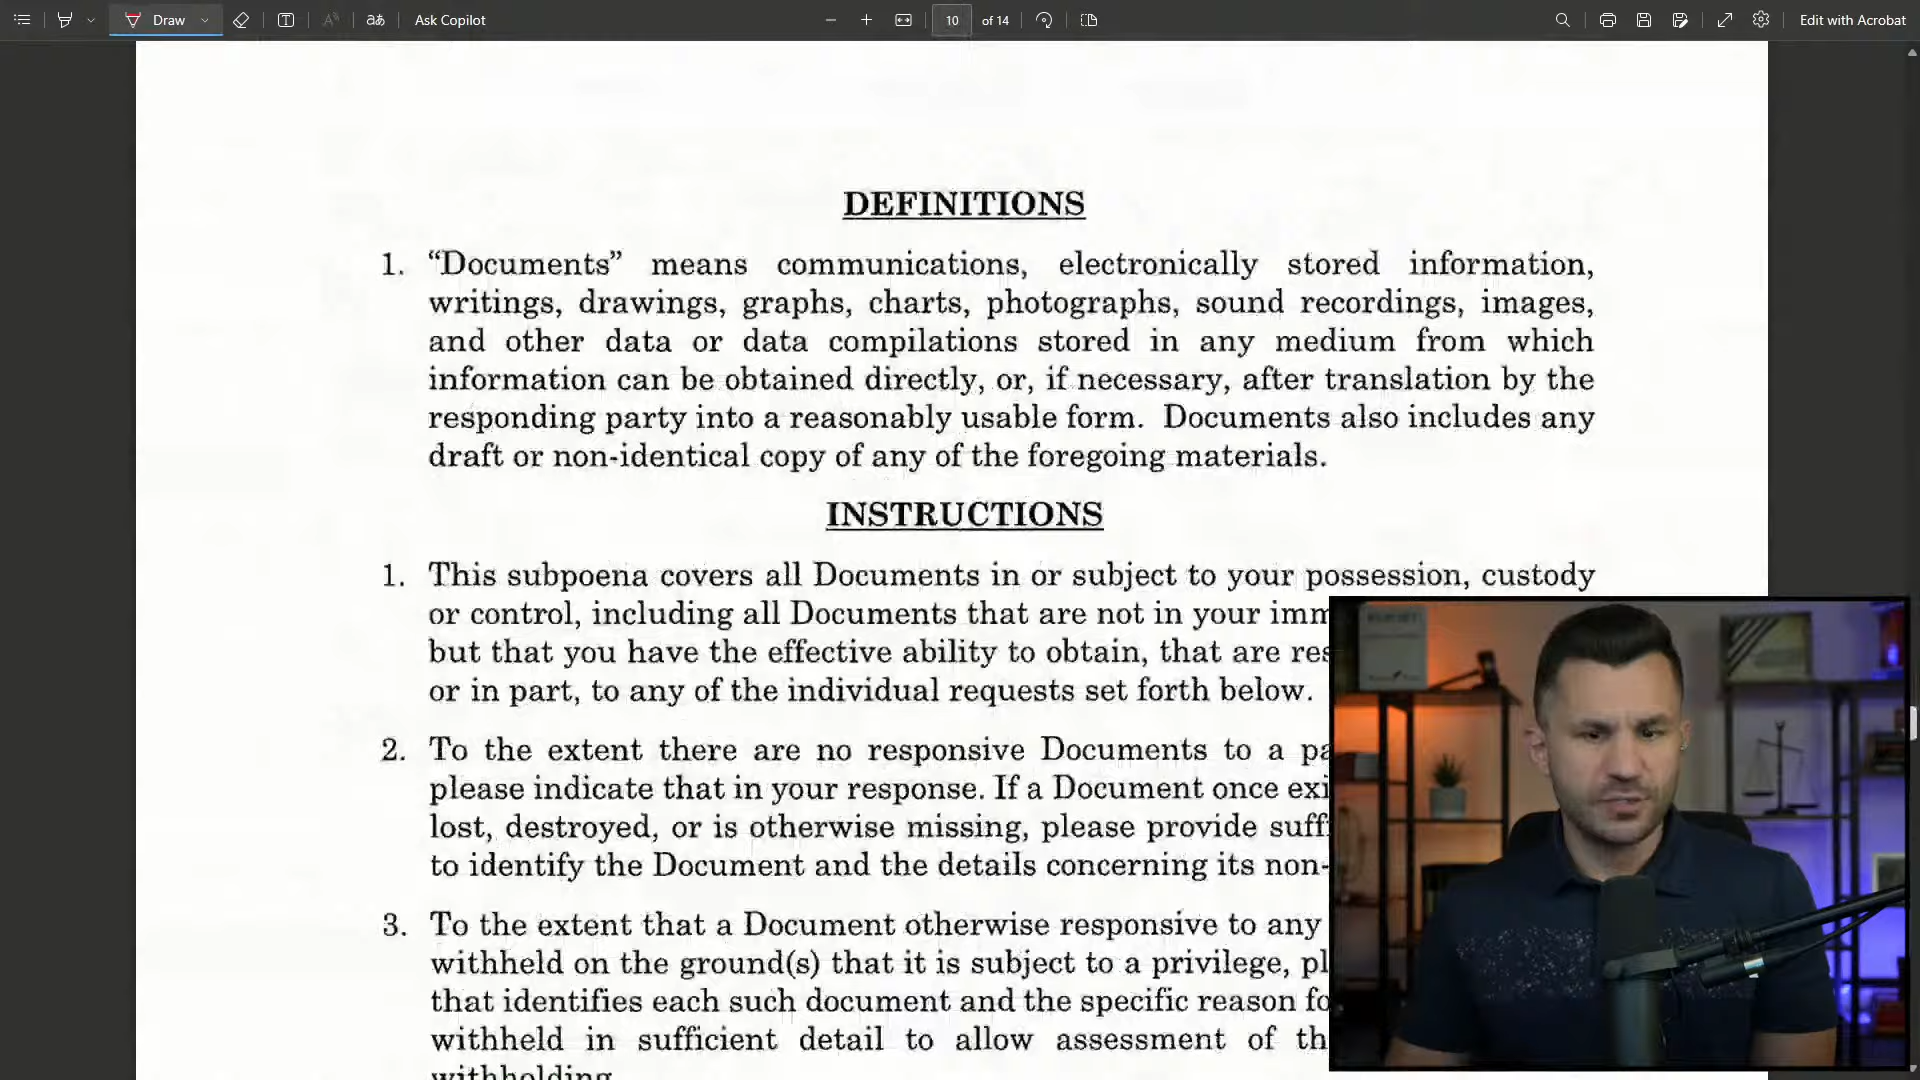 Draw
Ask Copilot
10 of 14
Edit with Acrobat
DEFINITIONS
1. “Documents” means communications, electronically stored information,
writings, drawings, graphs, charts, photographs, sound recordings, images,
and other data or data compilations stored in any medium from which
information can be obtained directly, or, if necessary, after translation by the
responding party into a reasonably usable form. Documents also includes any
draft or non-identical copy of any of the foregoing materials.
INSTRUCTIONS
1. This subpoena covers all Documents in or subject to your possession, custody
or control, including all Documents that are not in your imm
but that you have the effective ability to obtain, that are res
or in part, to any of the individual requests set forth below.
2. To the extent there are no responsive Documents to a pa
please indicate that in your response. If a Document once exi
lost, destroyed, or is otherwise missing, please provide suff
to identify the Document and the details concerning its non-
3. To the extent that a Document otherwise responsive to any
withheld on the ground(s) that it is subject to a privilege, pl
that identifies each such document and the specific reason fo
withheld in sufficient detail to allow assessment of th
withholding